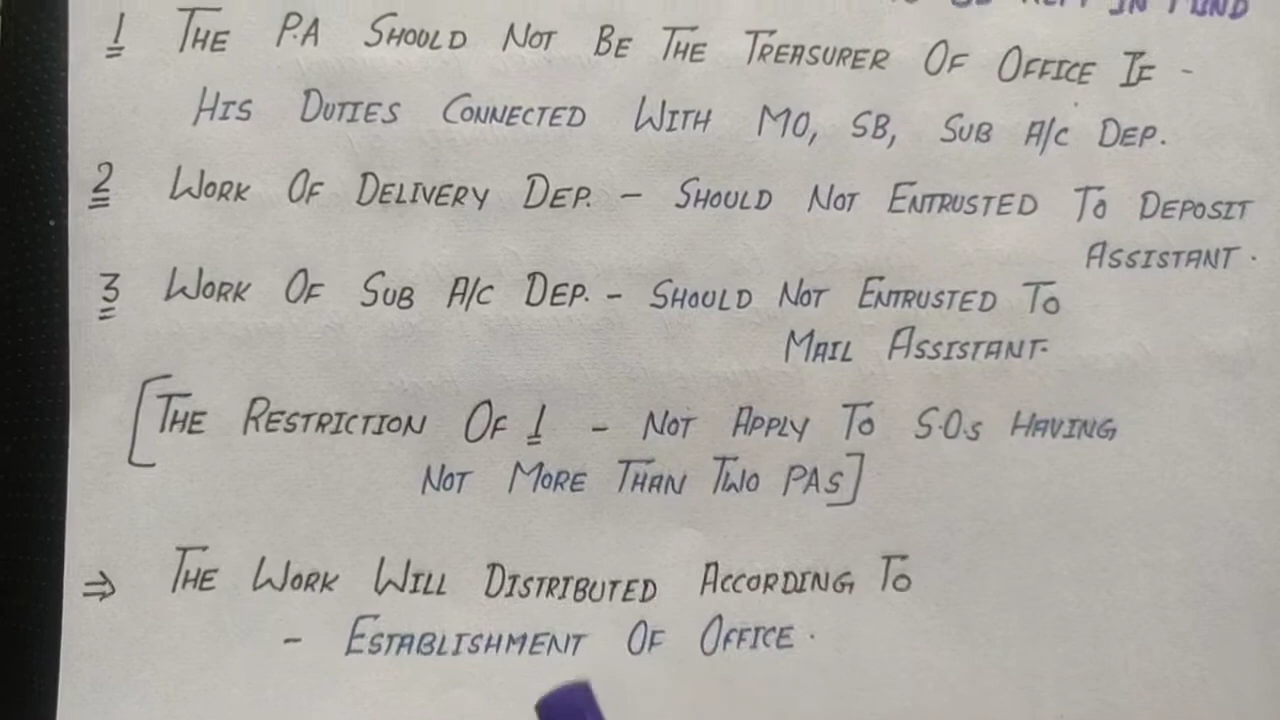 IN MIND
1 THE P.A SHOULD NOT BE THE TREASURER OF OFFICE IF -
HIS DUTIES CONNECTED WITH MO, SB, SUB A/C DEP.
2 WORK OF DELIVERY DEP. - SHOULD NOT ENTRUSTED TO DEPOSIT
ASSISTANT.
3 WORK OF SUB A/C DEP. - SHOULD NOT ENTRUSTED TO
MAIL ASSISTANT.
[THE RESTRICTION OF 1 - NOT APPLY TO S.O.s HAVING
NOT MORE THAN TWO PAS]
⇒ THE WORK WILL DISTRIBUTED ACCORDING TO
- ESTABLISHMENT OF OFFICE.